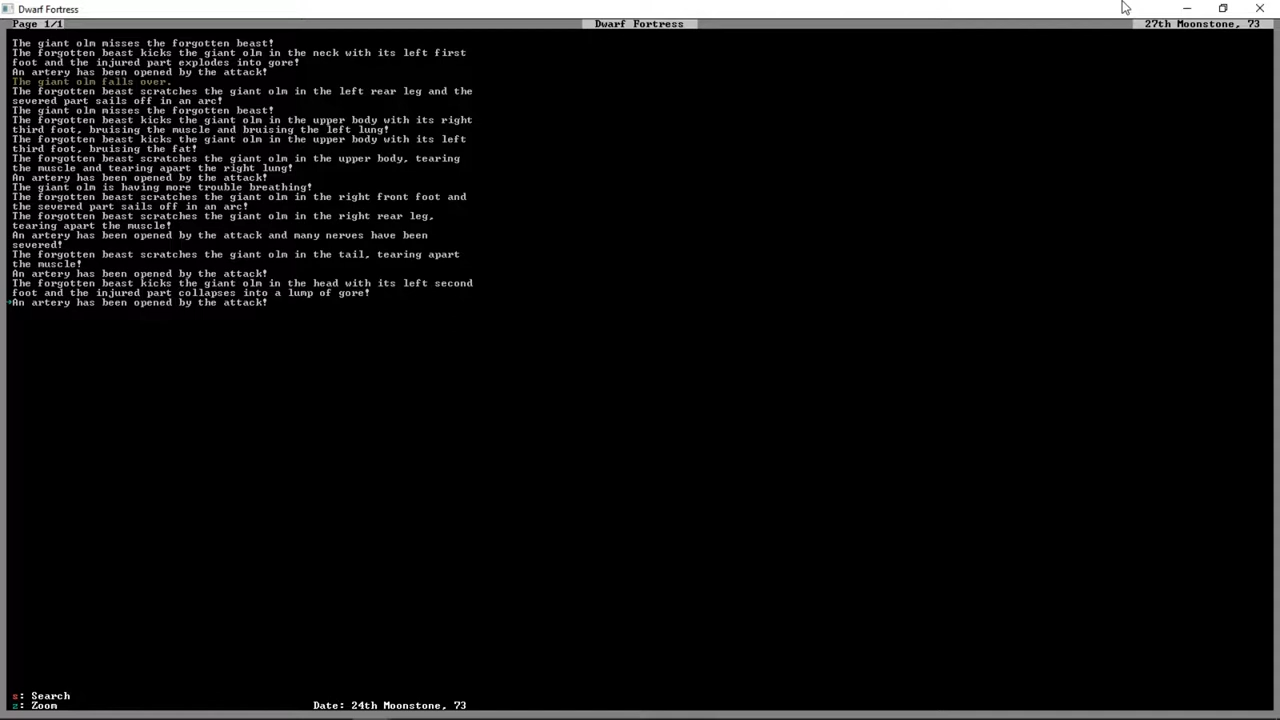 Dwarf Fortress
Page 1/1 Dwarf Fortress 27th Moonstone, 73
The giant olm misses the forgotten beast!
The forgotten beast kicks the giant olm in the neck with its left first
foot and the injured part explodes into gore!
An artery has been opened by the attack!
The giant olm falls over.
The forgotten beast scratches the giant olm in the left rear leg and the
severed part sails off in an arc!
The giant olm misses the forgotten beast!
The forgotten beast kicks the giant olm in the upper body with its right
third foot, bruising the muscle and bruising the left lung!
The forgotten beast kicks the giant olm in the upper body with its left
third foot, bruising the fat!
The forgotten beast scratches the giant olm in the upper body, tearing
the muscle and tearing apart the right lung!
An artery has been opened by the attack!
The giant olm is having more trouble breathing!
The forgotten beast scratches the giant olm in the right front foot and
the severed part sails off in an arc!
The forgotten beast scratches the giant olm in the right rear leg,
tearing apart the muscle!
An artery has been opened by the attack and many nerves have been
severed!
The forgotten beast scratches the giant olm in the tail, tearing apart
the muscle!
An artery has been opened by the attack!
The forgotten beast kicks the giant olm in the head with its left second
foot and the injured part collapses into a lump of gore!
An artery has been opened by the attack!
s: Search
z: Zoom Date: 24th Moonstone, 73